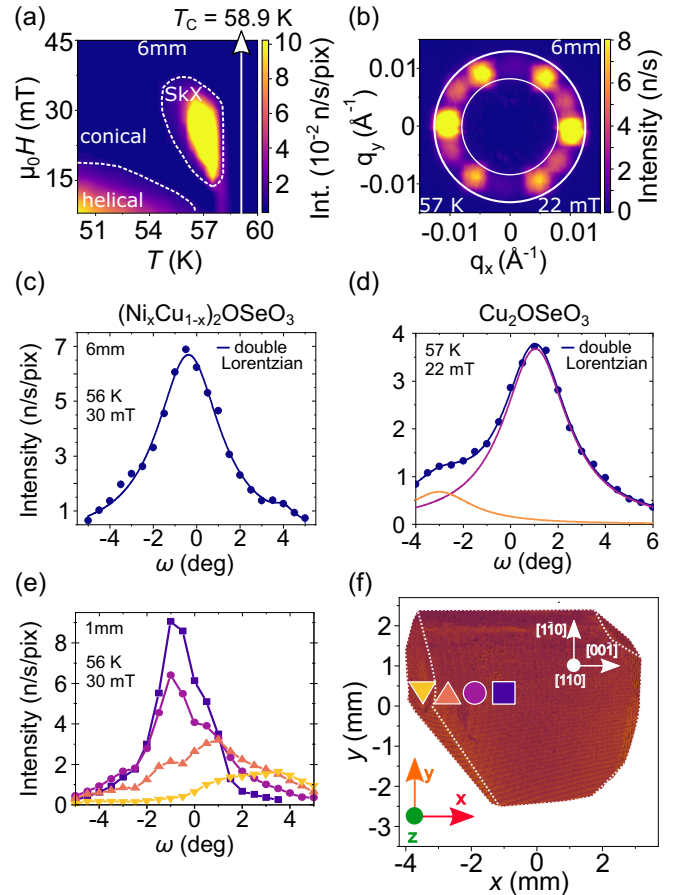 (a)
T_C = 58.9 K
6mm
SkX
conical
helical
45
30
15
μ₀H (mT)
51 54 57 60
T (K)
10
8
6
4
2
Int. (10⁻² n/s/pix)
(b)
6mm
57 K
22 mT
0.01
0
-0.01
q_y (Å⁻¹)
-0.01 0 0.01
q_x (Å⁻¹)
8
6
4
2
0
Intensity (n/s)
(c)
(NiₓCu₁₋ₓ)₂OSeO₃
6mm
double
Lorentzian
56 K
30 mT
7
6
5
4
3
2
1
Intensity (n/s/pix)
-4 -2 0 2 4
ω (deg)
(d)
Cu₂OSeO₃
57 K
22 mT
double
Lorentzian
4
3
2
1
0
-4 -2 0 2 4 6
ω (deg)
(e)
1mm
56 K
30 mT
8
6
4
2
0
Intensity (n/s/pix)
-4 -2 0 2 4
ω (deg)
(f)
[11̄0]
[001̄]
[110]
y
x
z
2
1
0
-1
-2
-3
y (mm)
-4 -2 0 2
x (mm)